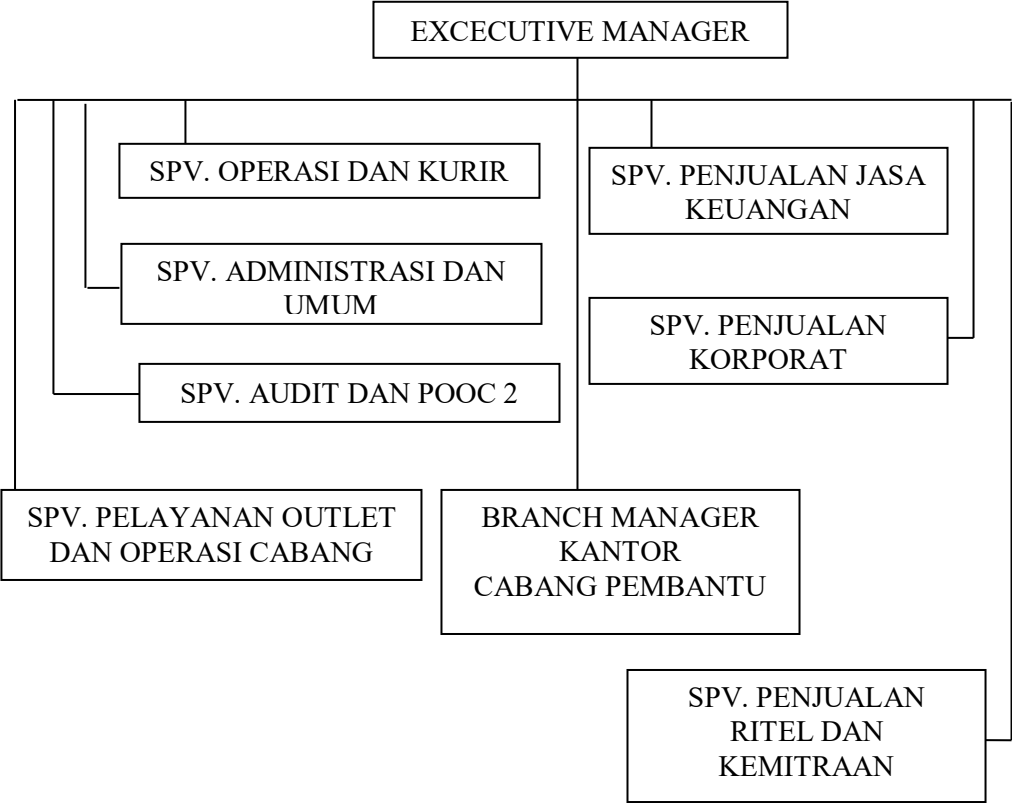 EXCECUTIVE MANAGER
SPV. OPERASI DAN KURIR
SPV. PENJUALAN JASA
KEUANGAN
SPV. ADMINISTRASI DAN
UMUM
SPV. PENJUALAN
KORPORAT
SPV. AUDIT DAN POOC 2
SPV. PELAYANAN OUTLET
DAN OPERASI CABANG
BRANCH MANAGER
KANTOR
CABANG PEMBANTU
SPV. PENJUALAN
RITEL DAN
KEMITRAAN